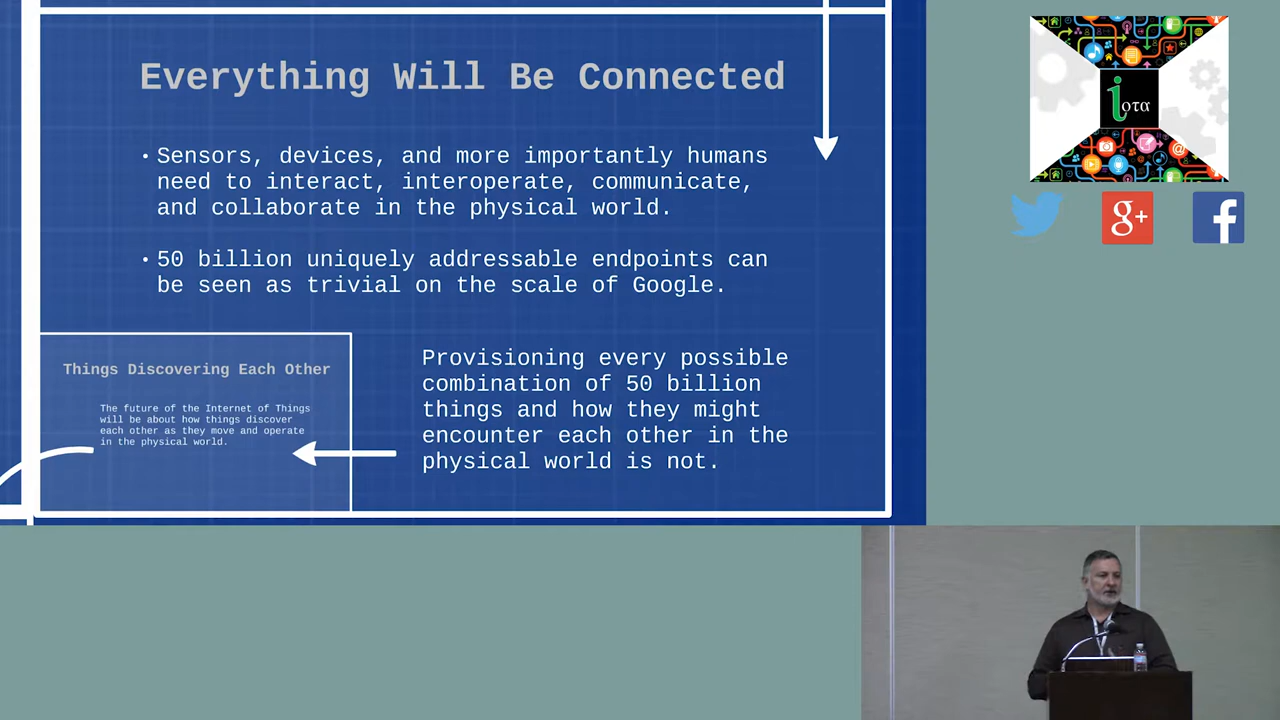 Everything Will Be Connected
• Sensors, devices, and more importantly humans
need to interact, interoperate, communicate,
and collaborate in the physical world.
• 50 billion uniquely addressable endpoints can
be seen as trivial on the scale of Google.
Provisioning every possible
combination of 50 billion
things and how they might
encounter each other in the
physical world is not.
Things Discovering Each Other
The future of the Internet of Things
will be about how things discover
each other as they move and operate
in the physical world.
iοτα
g+
f
@